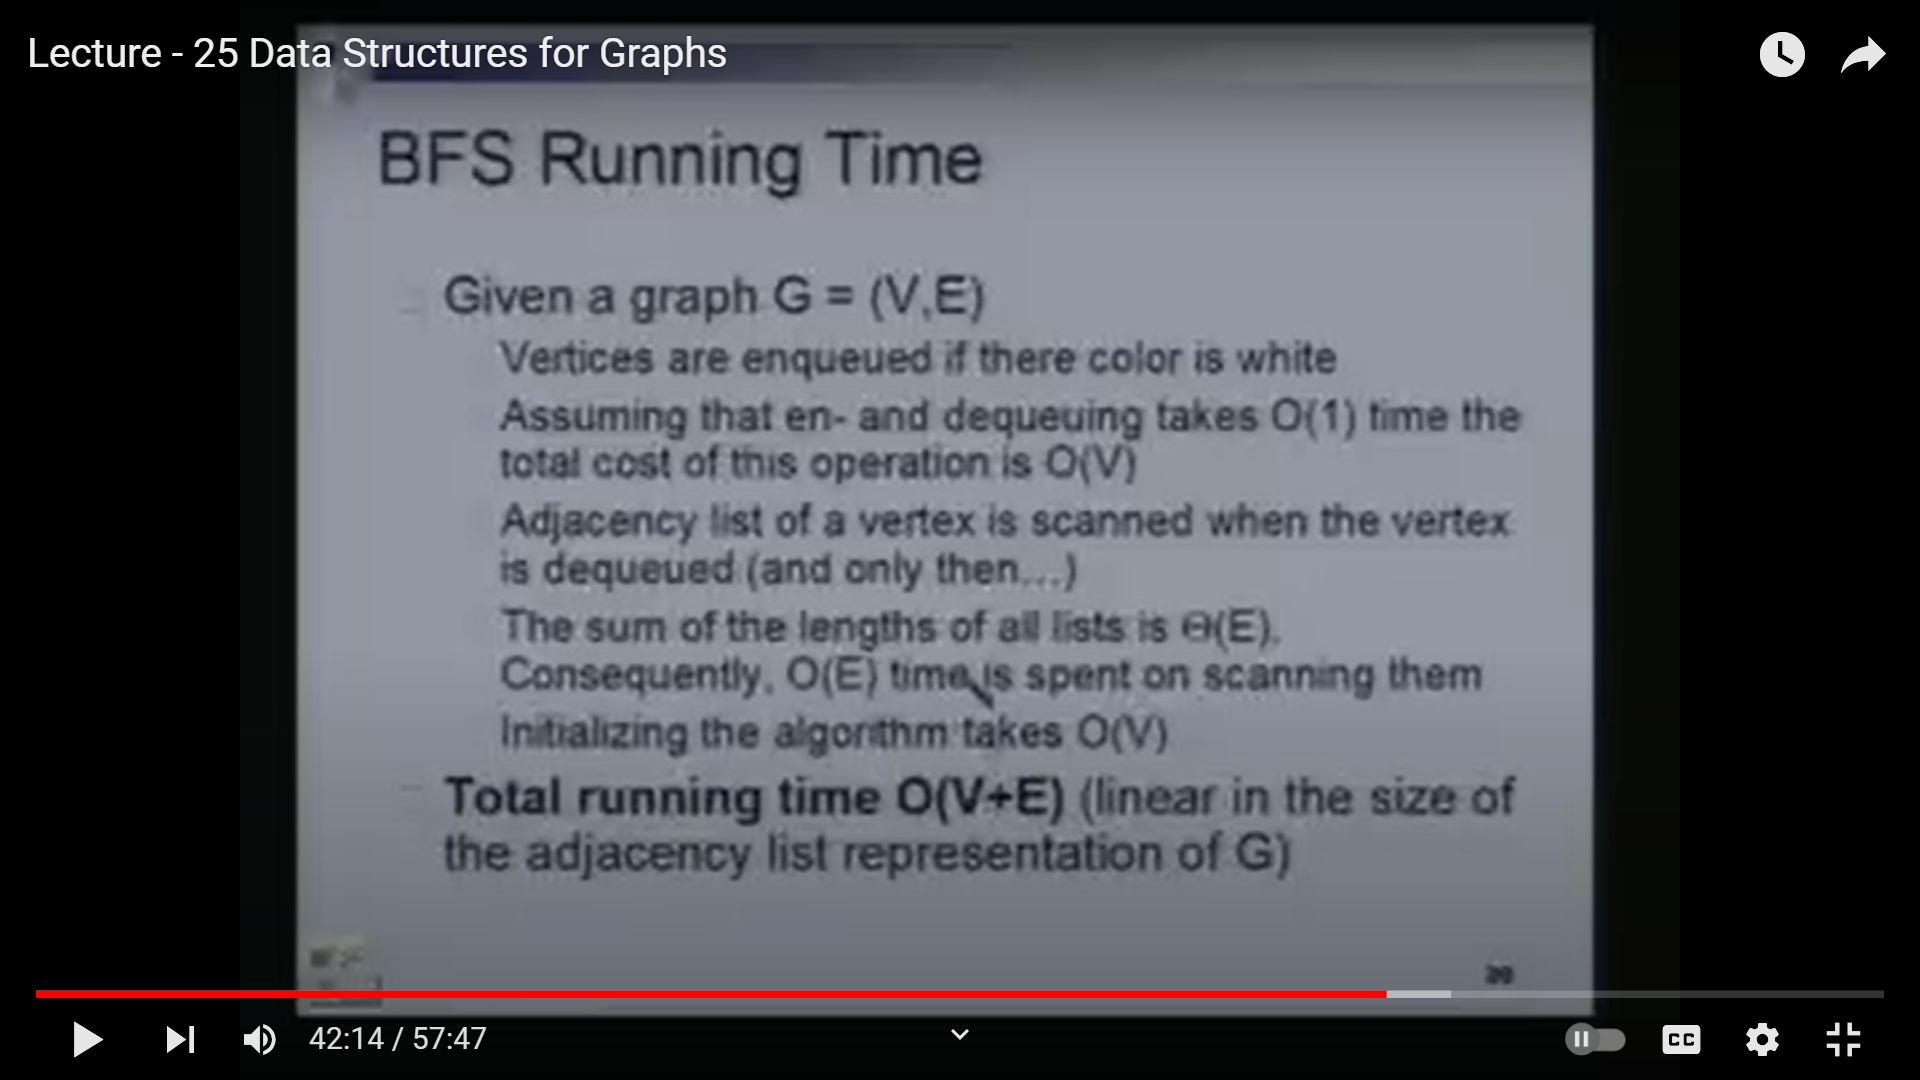 Lecture - 25 Data Structures for Graphs
BFS Running Time
Given a graph G = (V,E)
Vertices are enqueued if there color is white
Assuming that en- and dequeuing takes O(1) time the
total cost of this operation is O(V)
Adjacency list of a vertex is scanned when the vertex
is dequeued (and only then...)
The sum of the lengths of all lists is Θ(E).
Consequently, O(E) time is spent on scanning them
Initializing the algorithm takes O(V)
Total running time O(V+E) (linear in the size of
the adjacency list representation of G)
42:14 / 57:47
CC